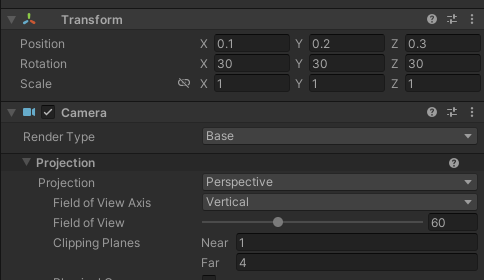 Transform
Position X 0.1 Y 0.2 Z 0.3
Rotation X 30 Y 30 Z 30
Scale X 1 Y 1 Z 1
Camera
Render Type Base
Projection
Projection Perspective
Field of View Axis Vertical
Field of View 60
Clipping Planes Near 1
Far 4